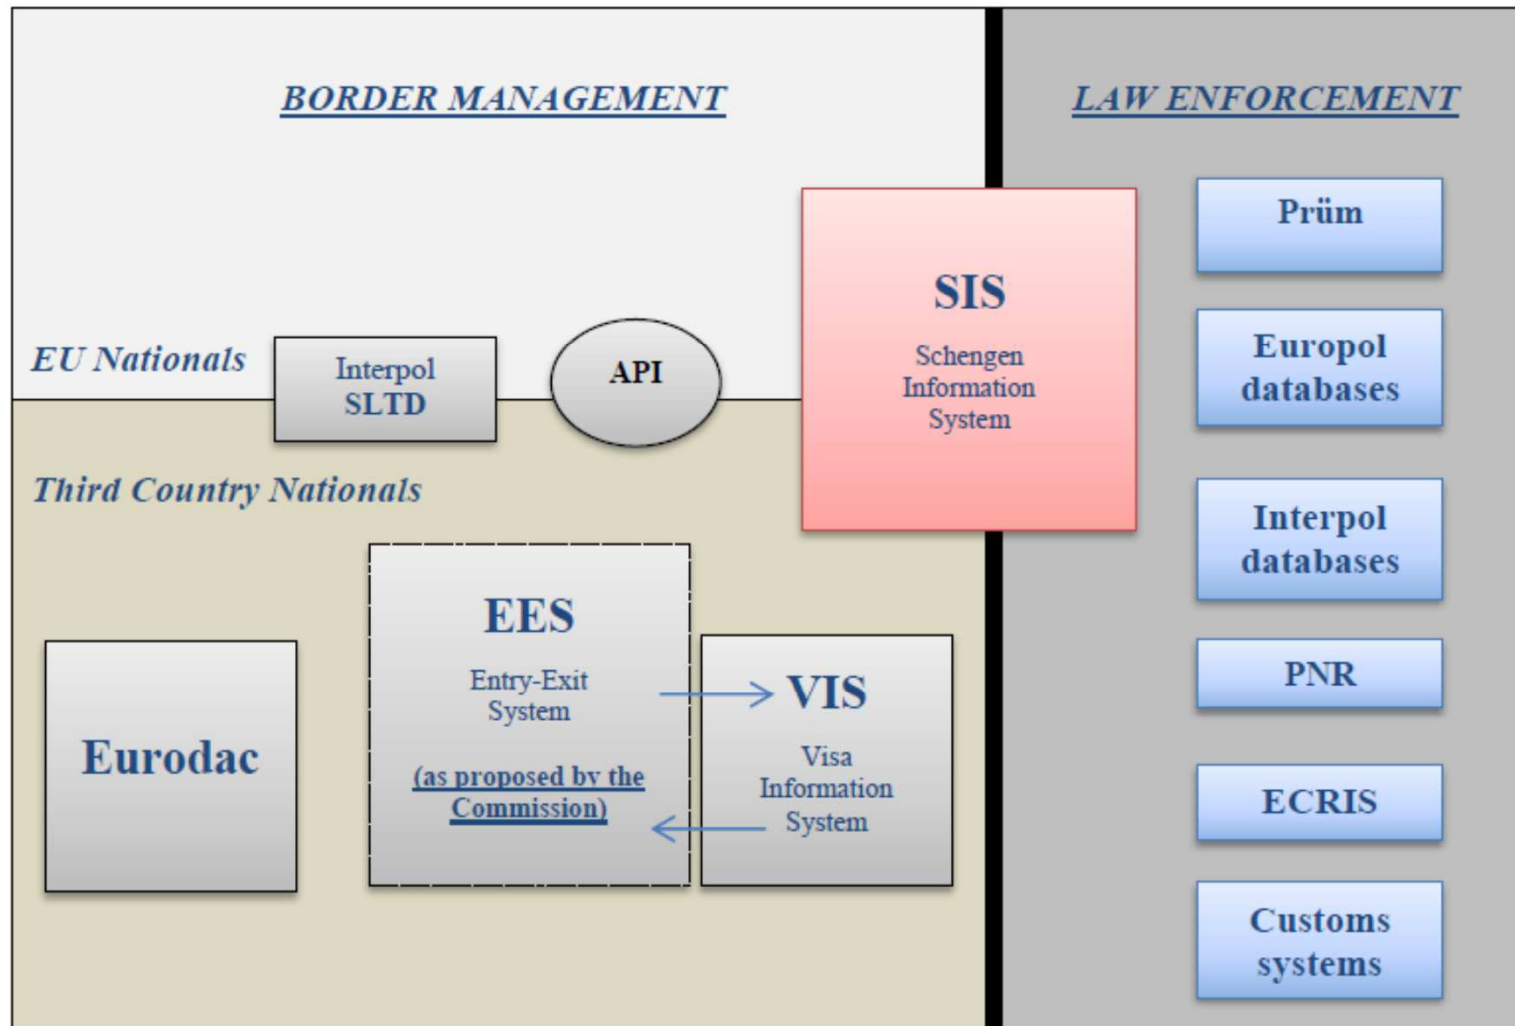 BORDER MANAGEMENT
LAW ENFORCEMENT
EU Nationals
Interpol
SLTD
API
SIS
Schengen
Information
System
Third Country Nationals
Eurodac
EES
Entry-Exit
System
(as proposed by the
Commission)
VIS
Visa
Information
System
Prüm
Europol
databases
Interpol
databases
PNR
ECRIS
Customs
systems